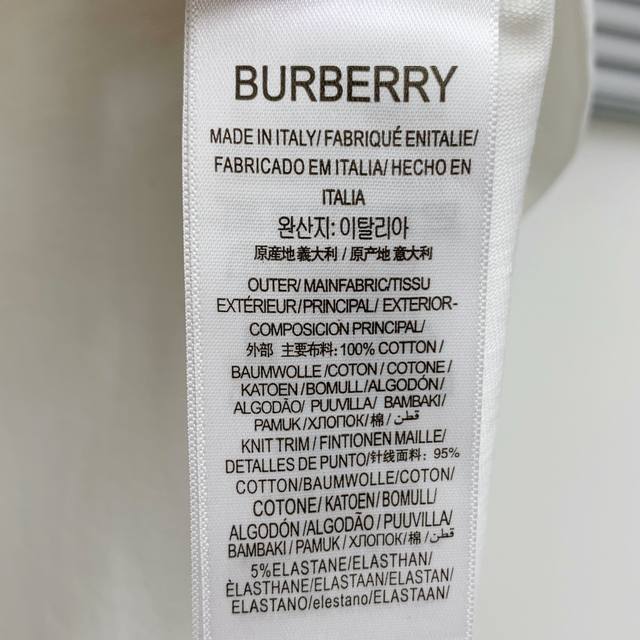 BURBERRY
MADE IN ITALY/ FABRIQUÉ ENITALIE/
FABRICADO EM ITALIA/ HECHO EN
ITALIA
완산지: 이탈리아
原産地 義大利 / 原产地 意大利
OUTER/ MAINFABRIC/TISSU
EXTÉRIEUR/PRINCIPAL/ EXTERIOR-
COMPOSICIÓN PRINCIPAL/
外部 主要布料: 100% COTTON /
BAUMWOLLE /COTON / COTONE /
KATOEN / BOMULL/ ALGODÓN/
ALGODÃO/ PUUVILLA/ BAMBAKI/
PAMUK / ХЛОПОК/ 棉/ قطن/
KNIT TRIM / FINTIONEN MAILLE/
DETALLES DE PUNTO/针线面料: 95%
COTTON/BAUMWOLLE/COTON/
COTONE/ KATOEN/ BOMULL/
ALGODÓN /ALGODÃO / PUUVILLA/
BAMBAKI / PAMUK / ХЛОПОК/ 棉/ قطن/
5%ELASTANE/ELASTHAN/
ÈLASTHANE/ELASTAAN/ELASTAN/
ELASTANO/elestano/ELASTAAN/